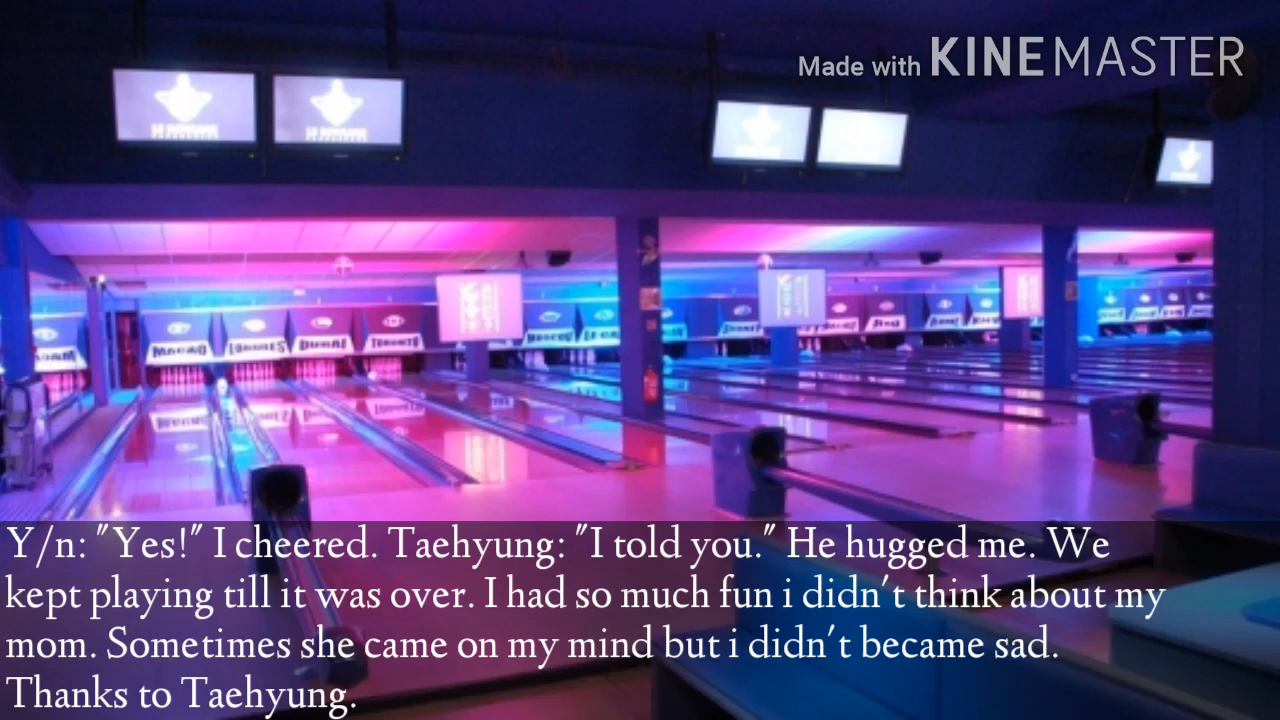 Made with KINEMASTER
MACAO
LONDRES
DUBAI
TORONTO
Y/n: "Yes!" I cheered. Taehyung: "I told you." He hugged me. We
kept playing till it was over. I had so much fun i didn't think about my
mom. Sometimes she came on my mind but i didn't became sad.
Thanks to Taehyung.